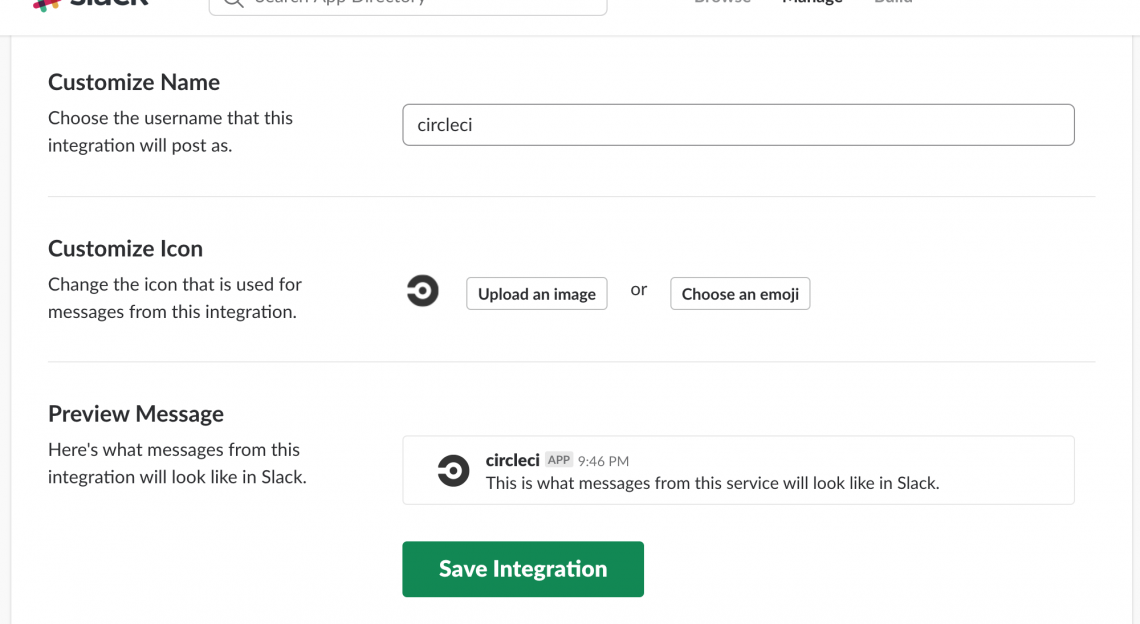 slack Search App Directory Browse Manage Build
Customize Name
Choose the username that this
integration will post as.
circleci
Customize Icon
Change the icon that is used for
messages from this integration.
Upload an image or Choose an emoji
Preview Message
Here's what messages from this
integration will look like in Slack.
circleci APP 9:46 PM
This is what messages from this service will look like in Slack.
Save Integration